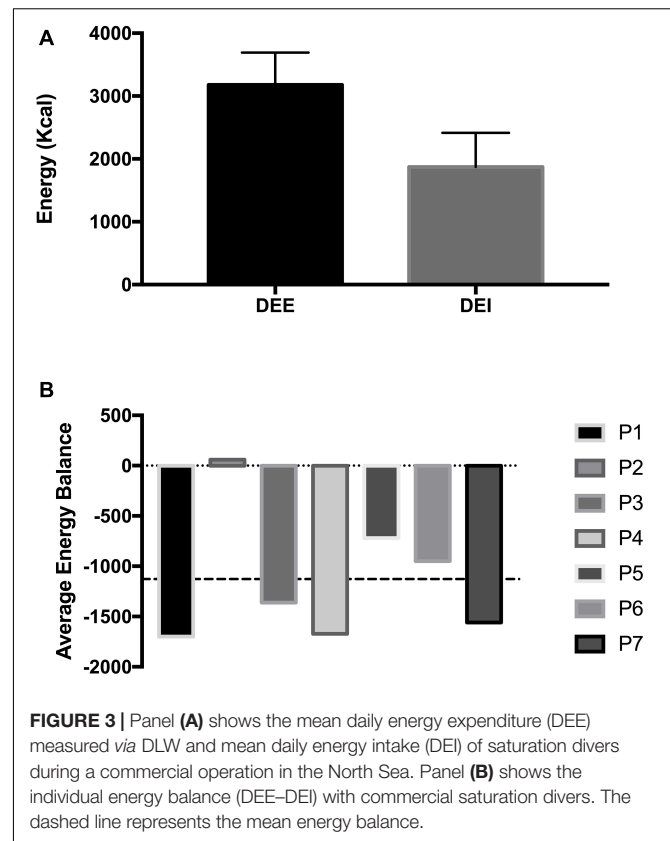 A
4000
3000
2000
1000
0
Energy (Kcal)
DEE DEI
B
500
0
-500
-1000
-1500
-2000
Average Energy Balance
P1
P2
P3
P4
P5
P6
P7
FIGURE 3 | Panel (A) shows the mean daily energy expenditure (DEE)
measured via DLW and mean daily energy intake (DEI) of saturation divers
during a commercial operation in the North Sea. Panel (B) shows the
individual energy balance (DEE–DEI) with commercial saturation divers. The
dashed line represents the mean energy balance.